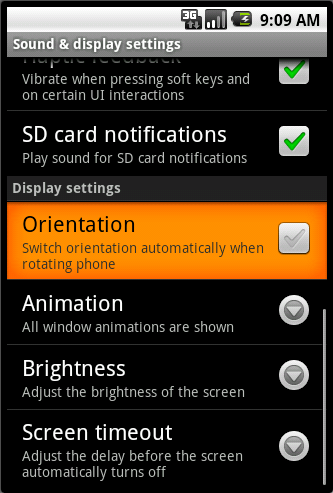 3G 9:09 AM
Sound & display settings
Haptic feedback
Vibrate when pressing soft keys and
on certain UI interactions
SD card notifications
Play sound for SD card notifications
Display settings
Orientation
Switch orientation automatically when
rotating phone
Animation
All window animations are shown
Brightness
Adjust the brightness of the screen
Screen timeout
Adjust the delay before the screen
automatically turns off